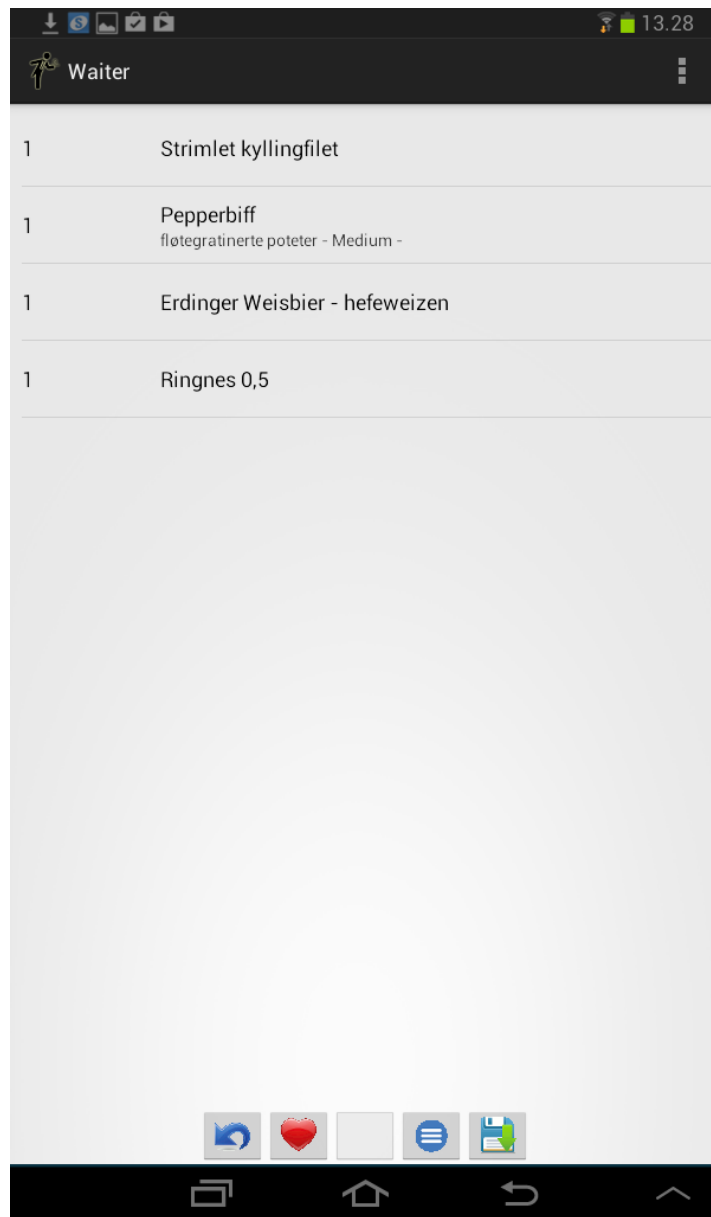 13.28
Waiter
1 Strimlet kyllingfilet
1 Pepperbiff
fløtegratinerte poteter - Medium -
1 Erdinger Weisbier - hefeweizen
1 Ringnes 0,5